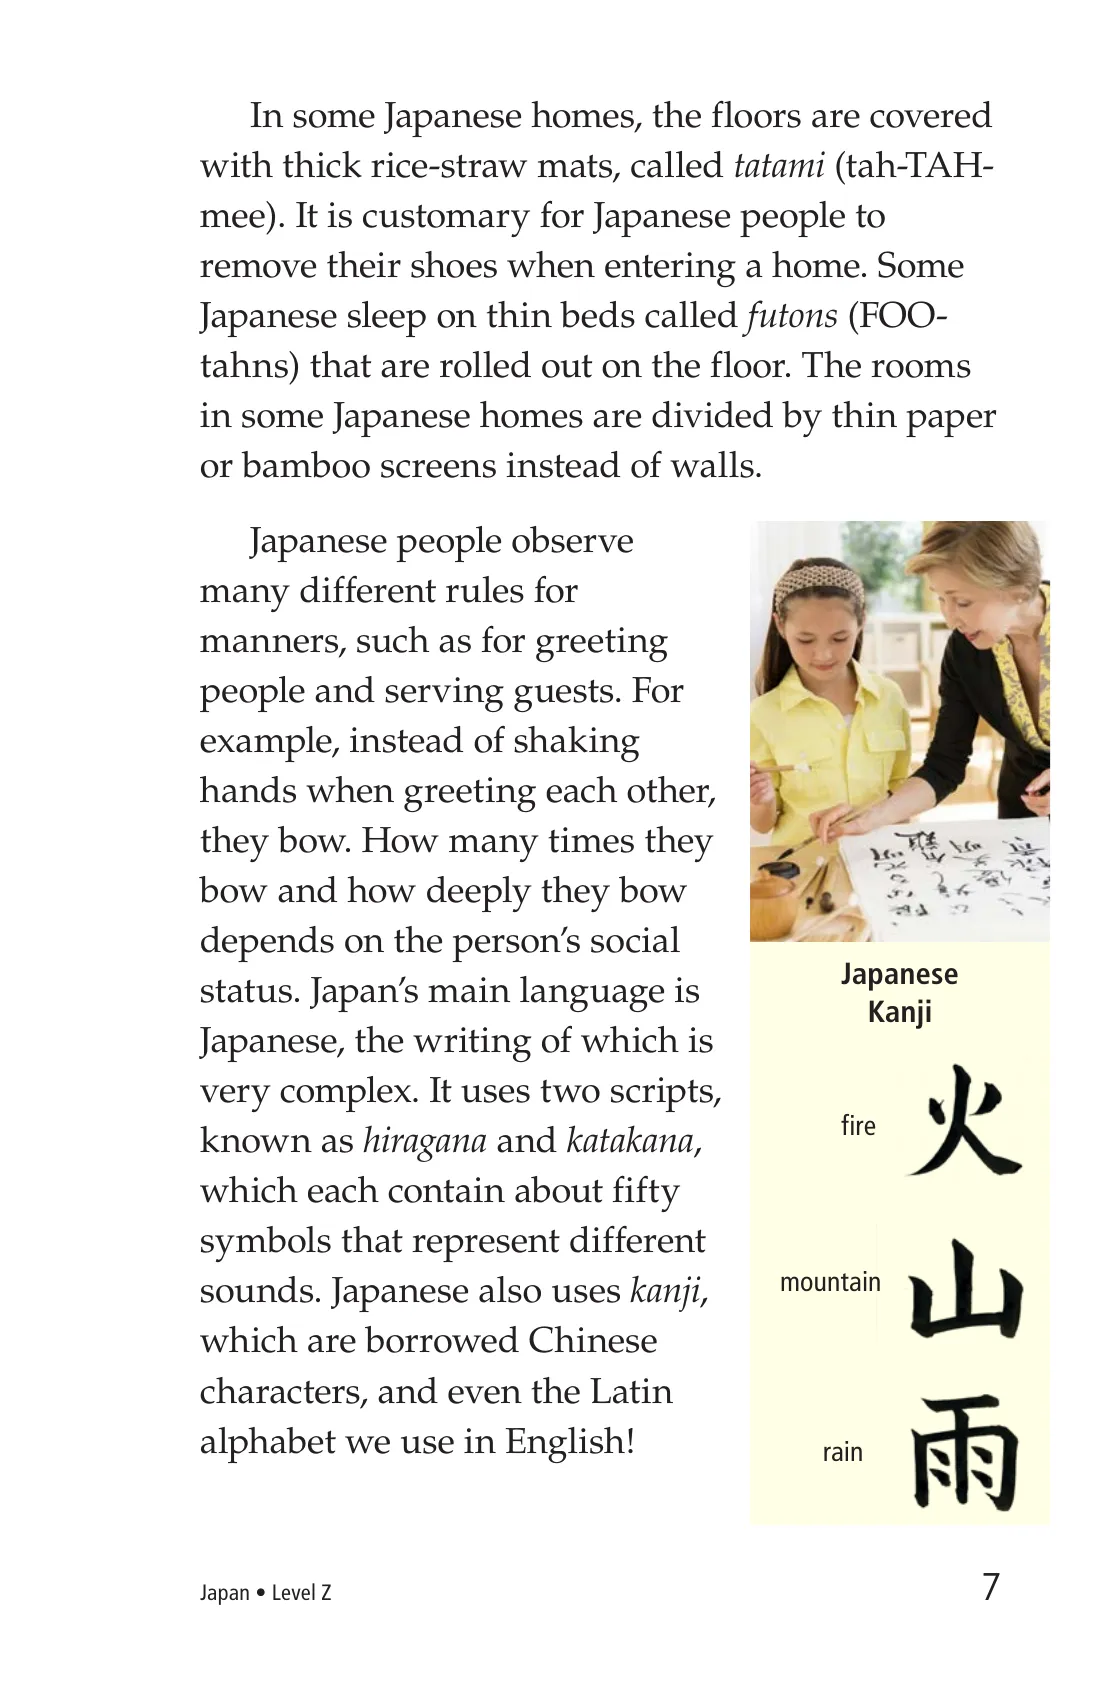 In some Japanese homes, the floors are covered
with thick rice-straw mats, called tatami (tah-TAH-
mee). It is customary for Japanese people to
remove their shoes when entering a home. Some
Japanese sleep on thin beds called futons (FOO-
tahns) that are rolled out on the floor. The rooms
in some Japanese homes are divided by thin paper
or bamboo screens instead of walls.
Japanese people observe
many different rules for
manners, such as for greeting
people and serving guests. For
example, instead of shaking
hands when greeting each other,
they bow. How many times they
bow and how deeply they bow
depends on the person’s social
status. Japan’s main language is
Japanese, the writing of which is
very complex. It uses two scripts,
known as hiragana and katakana,
which each contain about fifty
symbols that represent different
sounds. Japanese also uses kanji,
which are borrowed Chinese
characters, and even the Latin
alphabet we use in English!
Japanese
Kanji
fire 火
mountain 山
rain 雨
Japan • Level Z 7